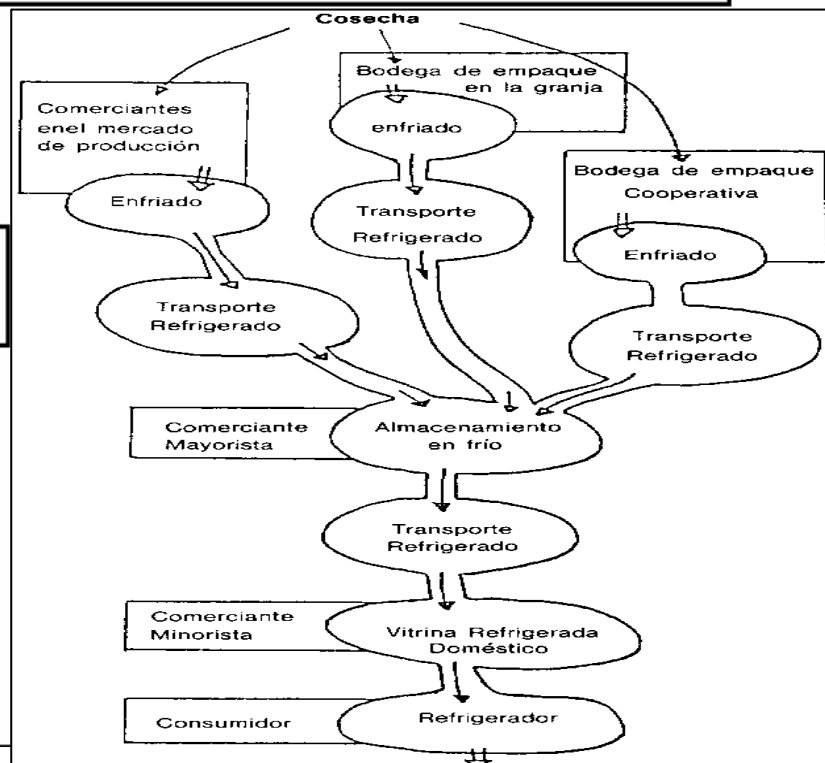 Cosecha
Comerciantes
enel mercado
de producción
Enfriado
Transporte
Refrigerado
Bodega de empaque
en la granja
enfriado
Transporte
Refrigerado
Bodega de empaque
Cooperativa
Enfriado
Transporte
Refrigerado
Comerciante
Mayorista
Almacenamiento
en frío
Transporte
Refrigerado
Comerciante
Minorista
Vitrina Refrigerada
Doméstico
Consumidor
Refrigerador